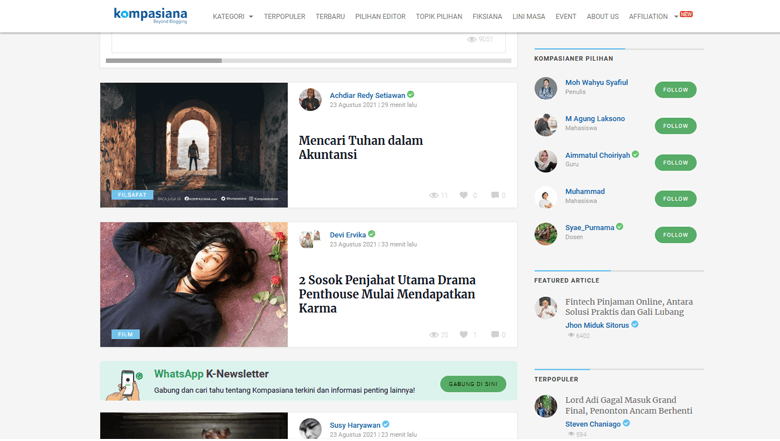 kompasiana
Beyond Blogging
KATEGORI TERPOPULER TERBARU PILIHAN EDITOR TOPIK PILIHAN FIKSIANA LINI MASA EVENT ABOUT US AFFILIATION NEW
9051
Achdiar Redy Setiawan
23 Agustus 2021 | 29 menit lalu
Mencari Tuhan dalam
Akuntansi
FILSAFAT
11 0 0
Devi Ervika
23 Agustus 2021 | 33 menit lalu
2 Sosok Penjahat Utama Drama
Penthouse Mulai Mendapatkan
Karma
FILM
20 1 0
WhatsApp K-Newsletter
Gabung dan cari tahu tentang Kompasiana terkini dan informasi penting lainnya!
GABUNG DI SINI
Susy Haryawan
23 Agustus 2021 | 23 menit lalu
KOMPASIANER PILIHAN
Moh Wahyu Syafiul
Penulis
FOLLOW
M Agung Laksono
Mahasiswa
FOLLOW
Aimmatul Choiriyah
Guru
FOLLOW
Muhammad
Mahasiswa
FOLLOW
Syae_Purnama
Dosen
FOLLOW
FEATURED ARTICLE
Fintech Pinjaman Online, Antara
Solusi Praktis dan Gali Lubang
Jhon Miduk Sitorus
6402
TERPOPULER
Lord Adi Gagal Masuk Grand
Final, Penonton Ancam Berhenti
Steven Chaniago
594